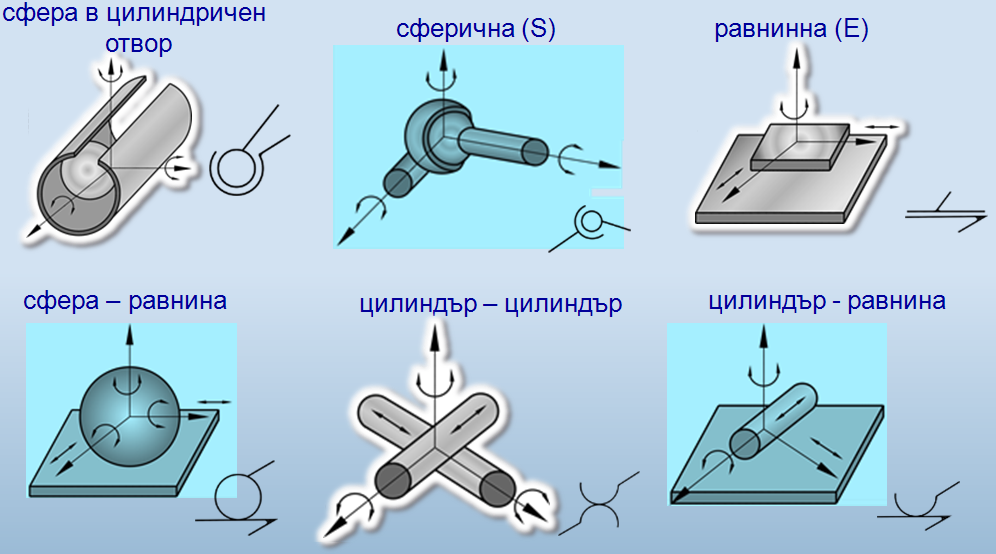 сфера в цилиндричен
отвор
сферична (S)
равнинна (E)
сфера – равнина
цилиндър – цилиндър
цилиндър - равнина